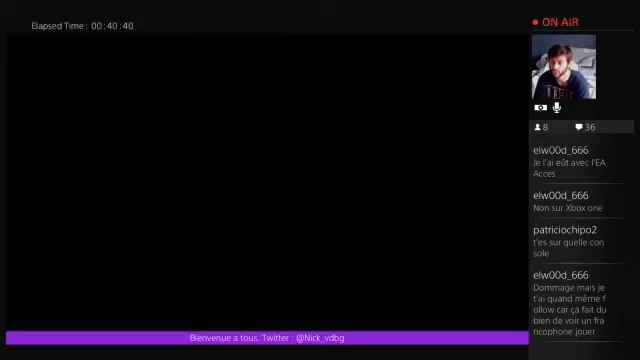 Elapsed Time : 00 : 40 : 40
ON AIR
8
36
elw00d_666
Je l'ai eût avec l'EA
Acces
elw00d_666
Non sur Xbox one
patriciochipo2
t'es sur quelle con
sole
elw00d_666
Dommage mais je
t'ai quand même f
ollow car ça fait du
bien de voir un fra
ncophone jouer
Bienvenue a tous. Twitter : @Nick_vdbg